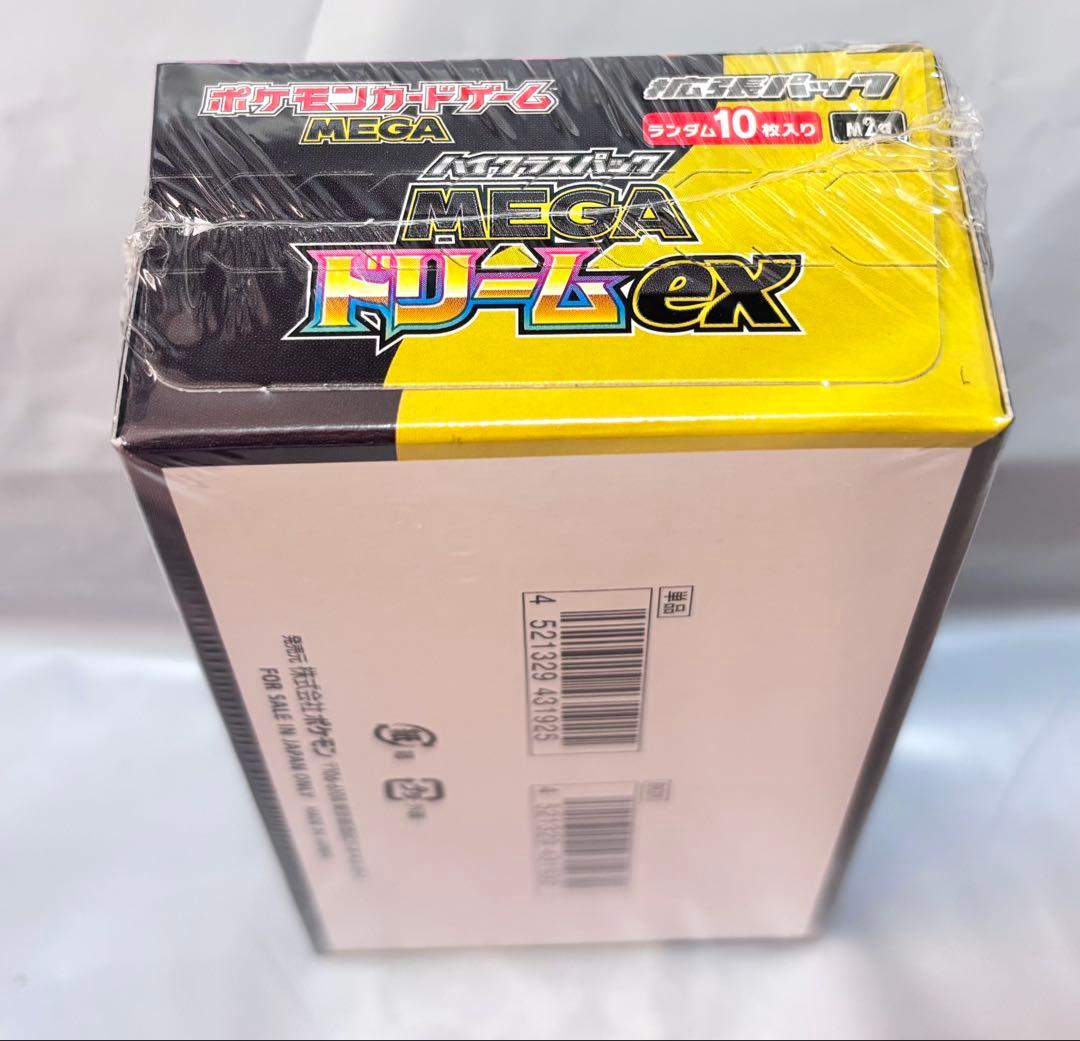 ポケモンカードゲーム
MEGA
拡張パック
ランダム10枚入り
M2a
ハイクラスパック
MEGA
ドリームex
単品
4 521329 431925
発売元 株式会社ポケモン
FOR SALE IN JAPAN ONLY
紙